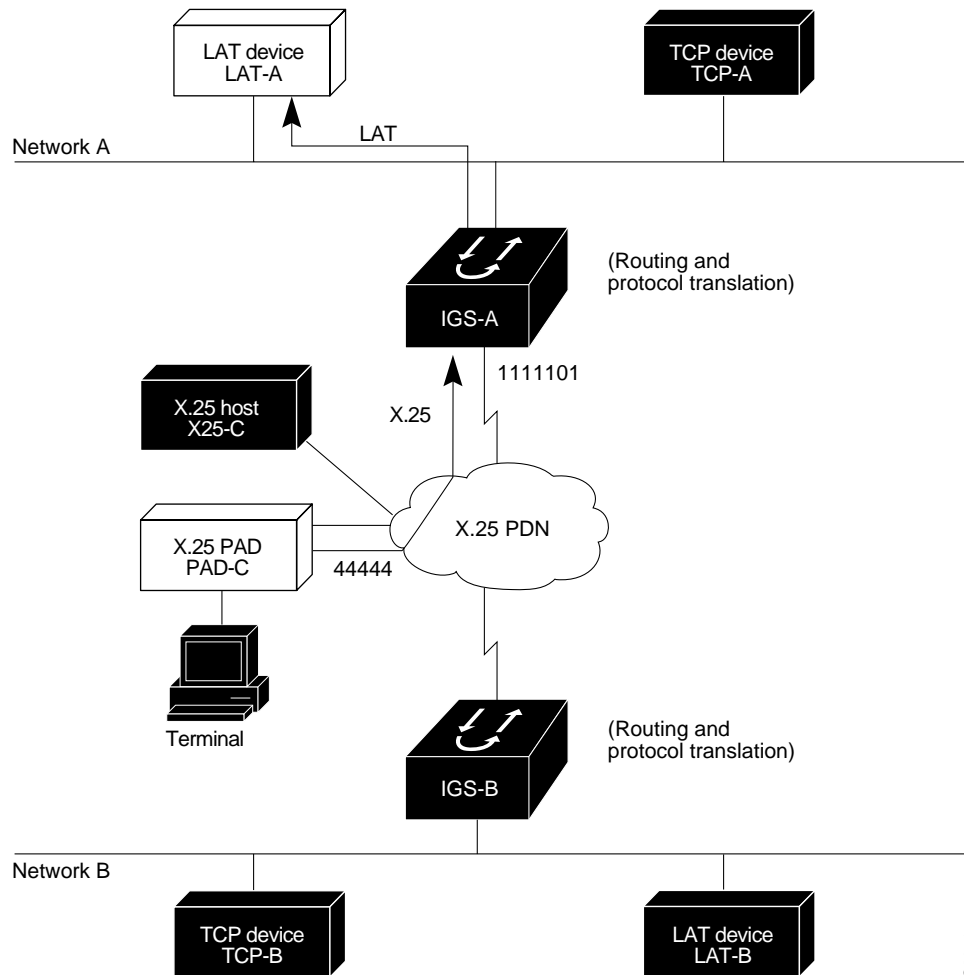 LAT device
LAT-A
TCP device
TCP-A
LAT
Network A
(Routing and
protocol translation)
IGS-A
1111101
X.25 host
X25-C
X.25
X.25 PDN
X.25 PAD
PAD-C
44444
Terminal
(Routing and
protocol translation)
IGS-B
Network B
TCP device
TCP-B
LAT device
LAT-B